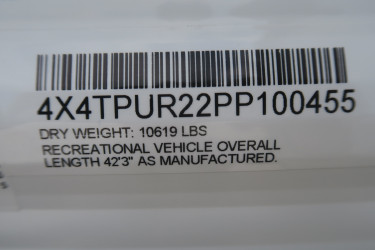 4X4TPUR22PP100455
DRY WEIGHT: 10619 LBS
RECREATIONAL VEHICLE OVERALL
LENGTH 42'3" AS MANUFACTURED.